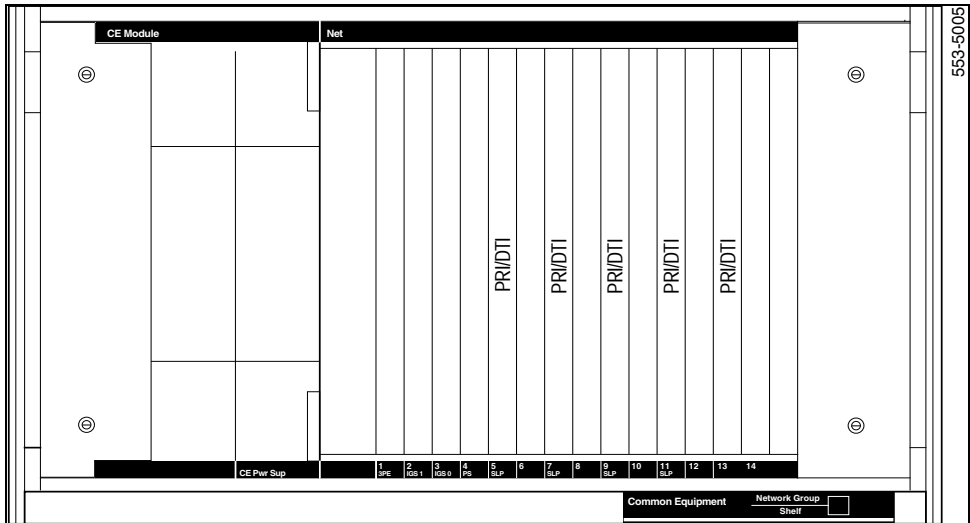 CE Module
Net
553-5005
PRI/DTI
PRI/DTI
PRI/DTI
PRI/DTI
PRI/DTI
CE Pwr Sup
1 3PE
2 IGS 1
3 IGS 0
4 PS
5 SLP
6
7 SLP
8
9 SLP
10
11 SLP
12
13
14
Common Equipment
Network Group
Shelf